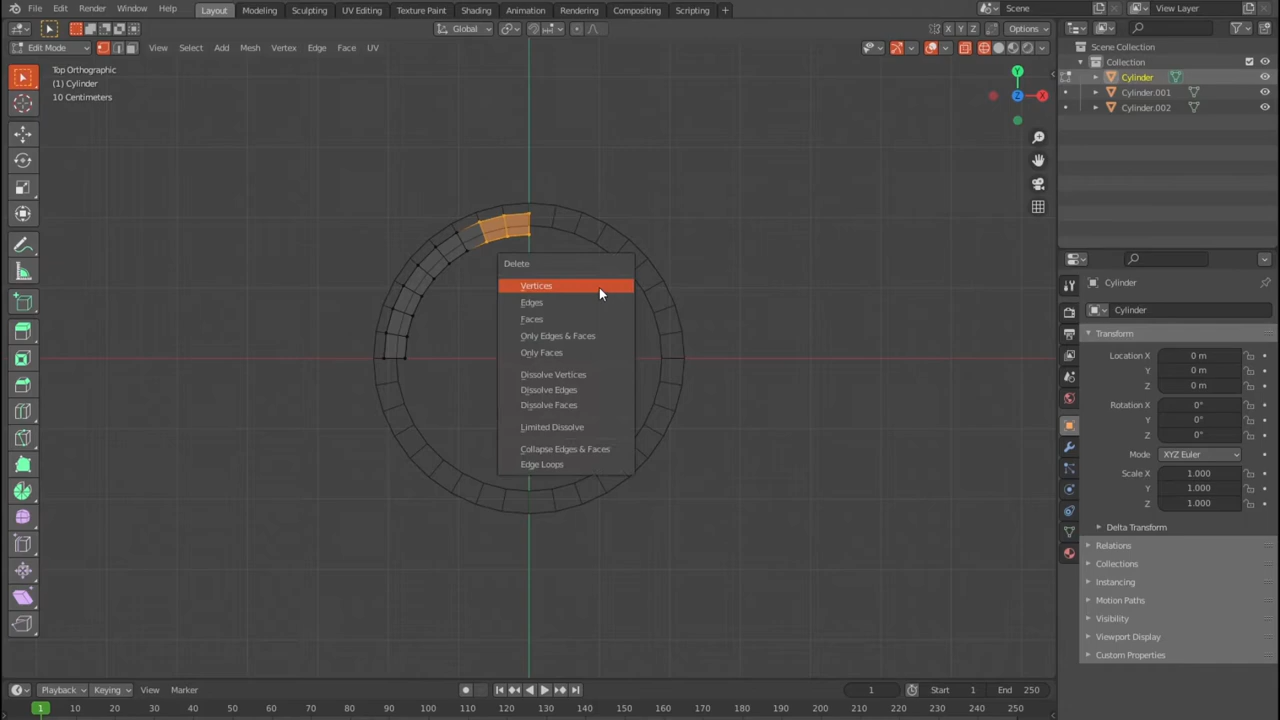 File Edit Render Window Help Layout Modeling Sculpting UV Editing Texture Paint Shading Animation Rendering Compositing Scripting + Scene View Layer
Global X Y Z Options
Edit Mode View Select Add Mesh Vertex Edge Face UV
Top Orthographic
(1) Cylinder
10 Centimeters
Y
Z X
Delete
Vertices
Edges
Faces
Only Edges & Faces
Only Faces
Dissolve Vertices
Dissolve Edges
Dissolve Faces
Limited Dissolve
Collapse Edges & Faces
Edge Loops
Scene Collection
Collection
Cylinder
Cylinder.001
Cylinder.002
Cylinder
Cylinder
Transform
Location X 0 m
Y 0 m
Z 0 m
Rotation X 0°
Y 0°
Z 0°
Mode XYZ Euler
Scale X 1.000
Y 1.000
Z 1.000
Delta Transform
Relations
Collections
Instancing
Motion Paths
Visibility
Viewport Display
Custom Properties
Playback Keying View Marker 1 Start 1 End 250
1 10 20 30 40 50 60 70 80 90 100 110 120 130 140 150 160 170 180 190 200 210 220 230 240 250